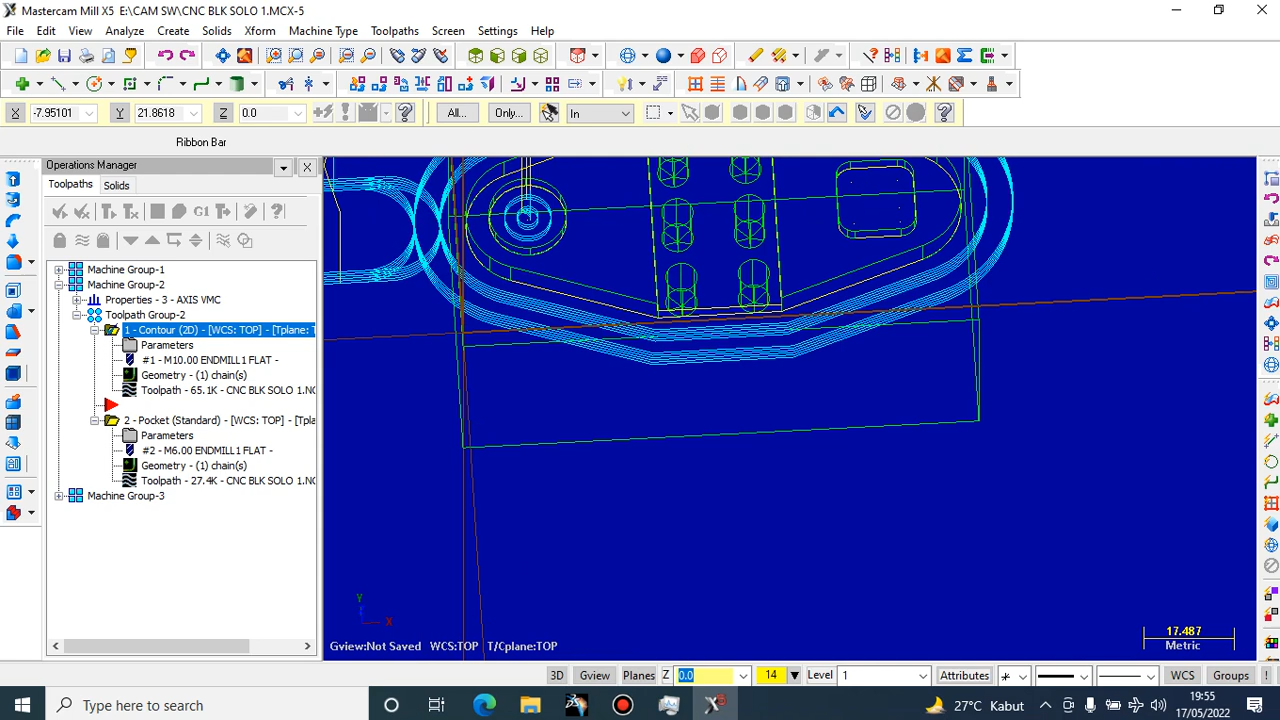 Mastercam Mill X5 E:\CAM SW\CNC BLK SOLO 1.MCX-5
File Edit View Analyze Create Solids Xform Machine Type Toolpaths Screen Settings Help
X -7.95101 Y 21.8618 Z 0.0 All... Only... In
Ribbon Bar
Operations Manager
Toolpaths Solids
G1
Machine Group-1
Machine Group-2
Properties - 3 - AXIS VMC
Toolpath Group-2
1 - Contour (2D) - [WCS: TOP] - [Tplane: T
Parameters
#1 - M10.00 ENDMILL1 FLAT -
Geometry - (1) chain(s)
Toolpath - 65.1K - CNC BLK SOLO 1.NC
2 - Pocket (Standard) - [WCS: TOP] - [Tpla
Parameters
#2 - M6.00 ENDMILL1 FLAT -
Geometry - (1) chain(s)
Toolpath - 27.4K - CNC BLK SOLO 1.NC
Machine Group-3
Y
X
Gview:Not Saved WCS:TOP T/Cplane:TOP
17.487
Metric
3D Gview Planes Z 0.0 14 Level 1 Attributes WCS Groups !
Type here to search
27°C Kabut
19:55
17/05/2022